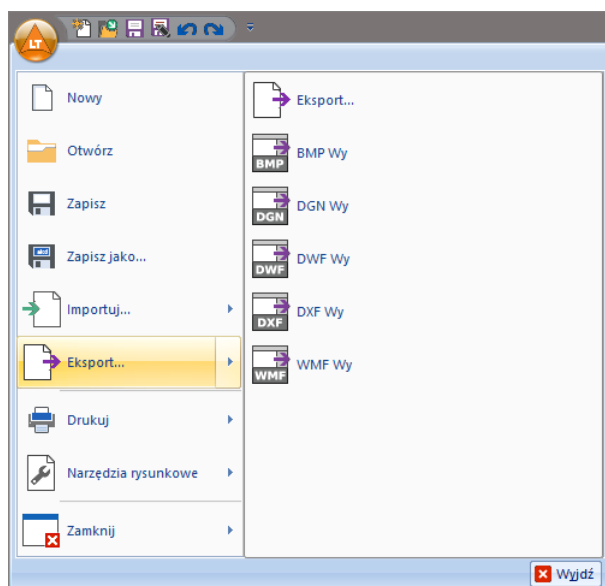 LT
Nowy
Otwórz
Zapisz
Zapisz jako...
Importuj...
Eksport...
Drukuj
Narzędzia rysunkowe
Zamknij
Eksport...
BMP BMP Wy
DGN DGN Wy
DWF DWF Wy
DXF DXF Wy
WMF WMF Wy
Wyjdź